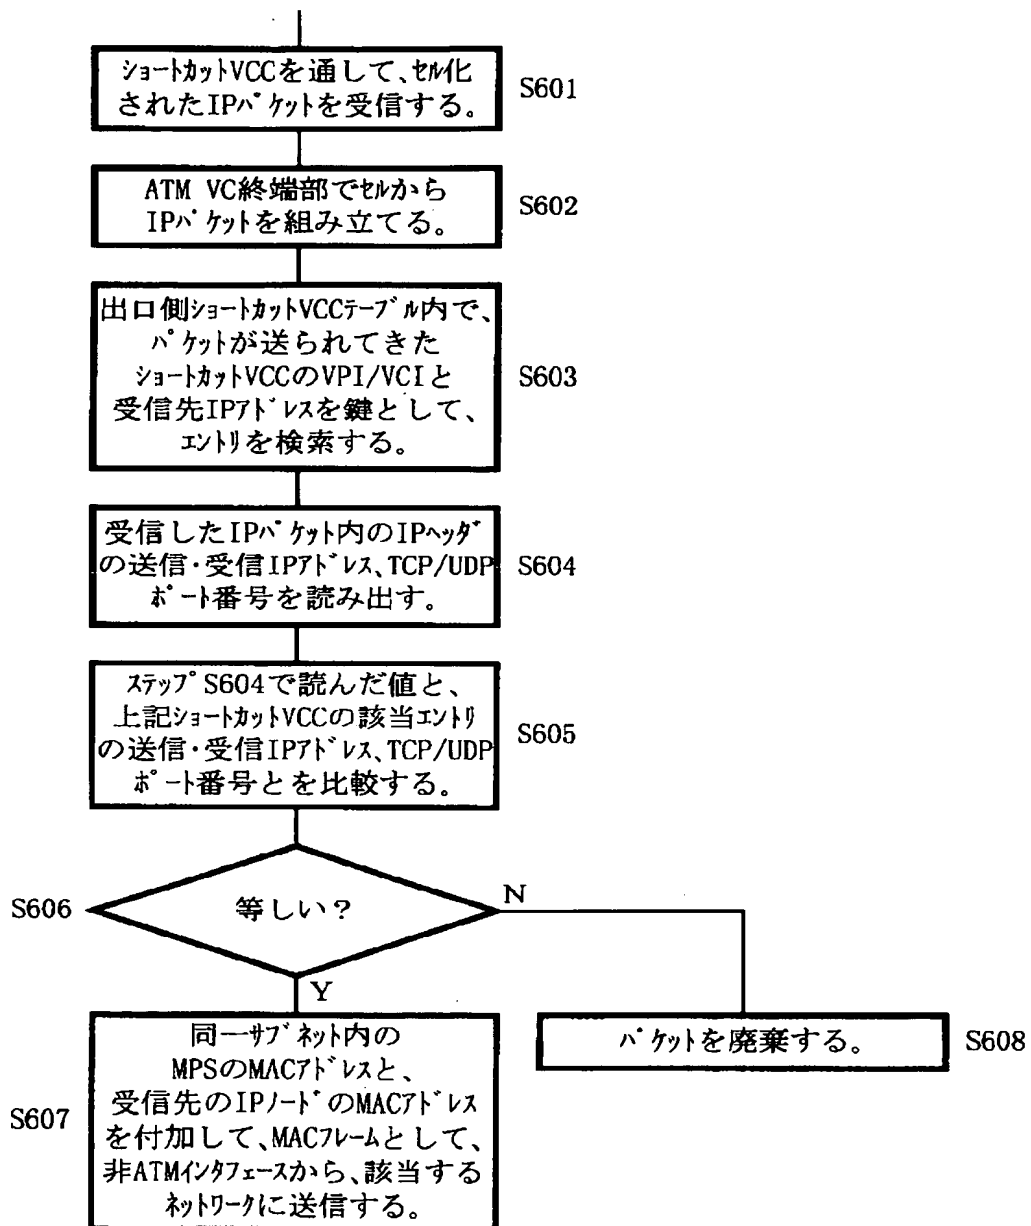 ショートカットVCCを通して、セル化
されたIPパケットを受信する。
S601
ATM VC終端部でセルから
IPパケットを組み立てる。
S602
出口側ショートカットVCCテーブル内で、
パケットが送られてきた
ショートカットVCCのVPI/VCIと
受信先IPアドレスを鍵として、
エントリを検索する。
S603
受信したIPパケット内のIPヘッダ
の送信・受信IPアドレス、TCP/UDP
ポート番号を読み出す。
S604
ステップS604で読んだ値と、
上記ショートカットVCCの該当エントリ
の送信・受信IPアドレス、TCP/UDP
ポート番号とを比較する。
S605
S606
等しい?
N
Y
同一サブネット内の
MPSのMACアドレスと、
受信先のIPノードのMACアドレス
を付加して、MACフレームとして、
非ATMインタフェースから、該当する
ネットワークに送信する。
S607
パケットを廃棄する。
S608